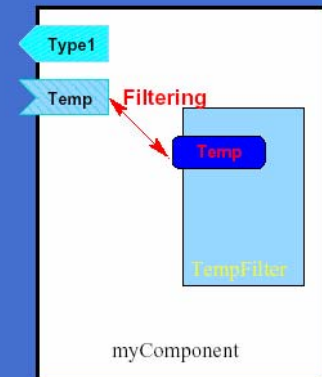 Type1
Temp
Filtering
Temp
TempFilter
myComponent